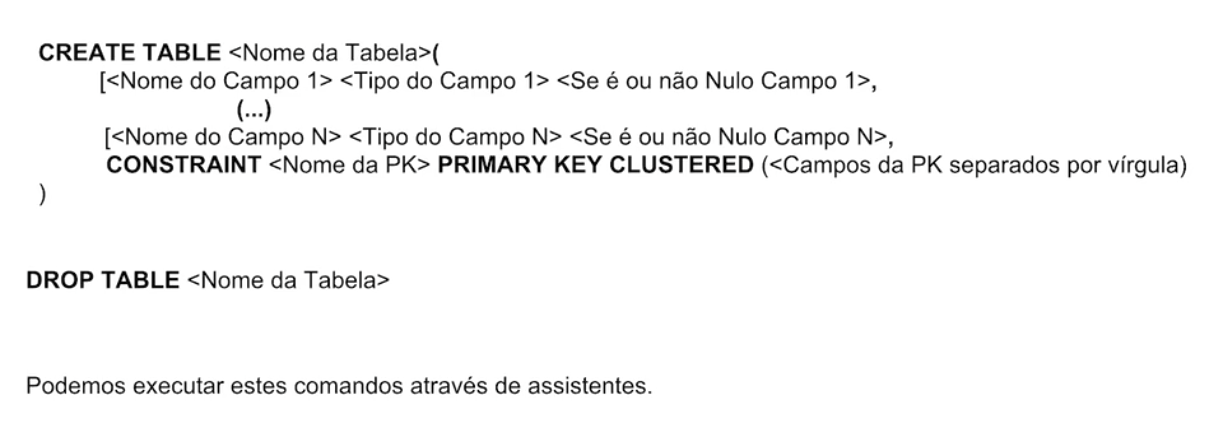 CREATE TABLE <Nome da Tabela>(
[<Nome do Campo 1> <Tipo do Campo 1> <Se é ou não Nulo Campo 1>,
(...)
[<Nome do Campo N> <Tipo do Campo N> <Se é ou não Nulo Campo N>,
CONSTRAINT <Nome da PK> PRIMARY KEY CLUSTERED (<Campos da PK separados por vírgula)
)
DROP TABLE <Nome da Tabela>
Podemos executar estes comandos através de assistentes.